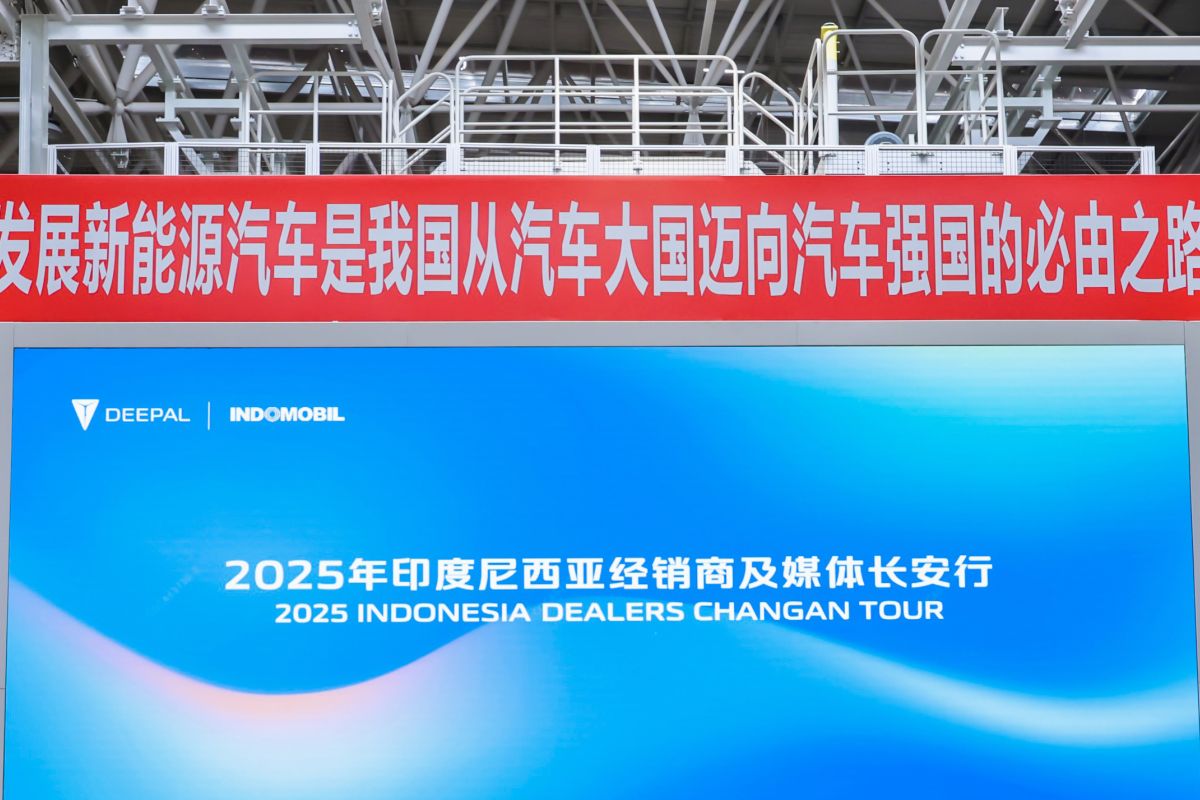 发展新能源汽车是我国从汽车大国迈向汽车强国的必由之路
DEEPAL | INDOMOBIL
2025年印度尼西亚经销商及媒体长安行
2025 INDONESIA DEALERS CHANGAN TOUR